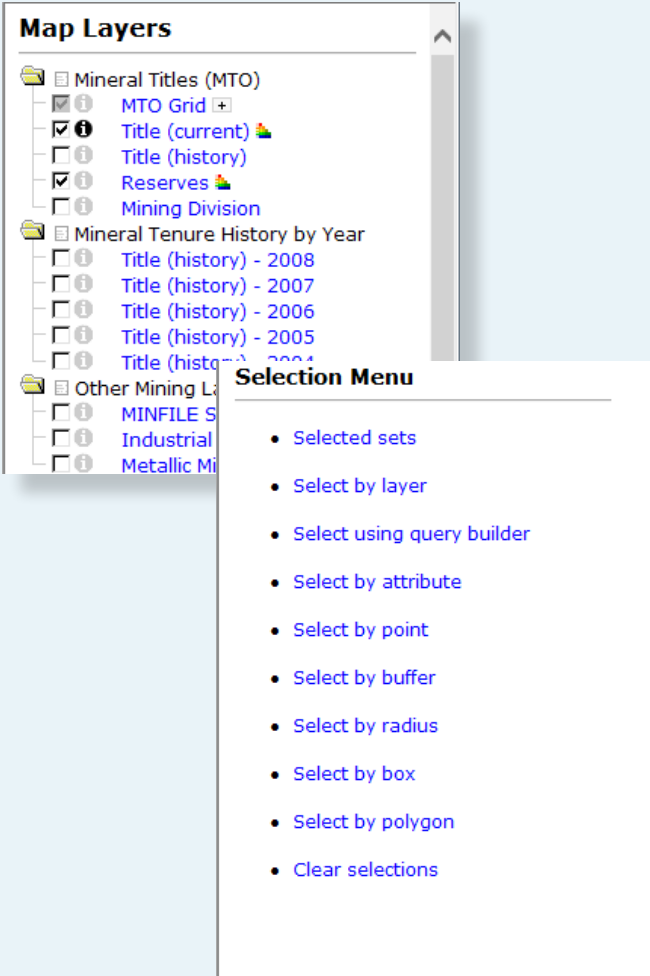 Map Layers
Mineral Titles (MTO)
MTO Grid
Title (current)
Title (history)
Reserves
Mining Division
Mineral Tenure History by Year
Title (history) - 2008
Title (history) - 2007
Title (history) - 2006
Title (history) - 2005
Title (history) - 2004
Other Mining
MINFILE
Industrial
Metallic
Selection Menu
Selected sets
Select by layer
Select using query builder
Select by attribute
Select by point
Select by buffer
Select by radius
Select by box
Select by polygon
Clear selections